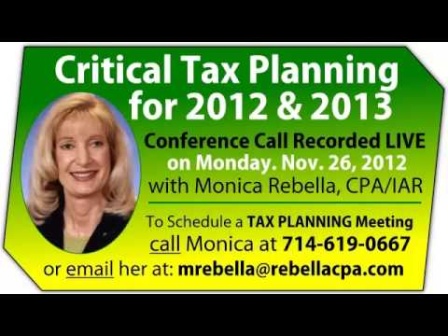 Critical Tax Planning
for 2012 & 2013
Conference Call Recorded LIVE
on Monday. Nov. 26, 2012
with Monica Rebella, CPA/IAR
To Schedule a TAX PLANNING Meeting
call Monica at 714-619-0667
or email her at: mrebella@rebellacpa.com